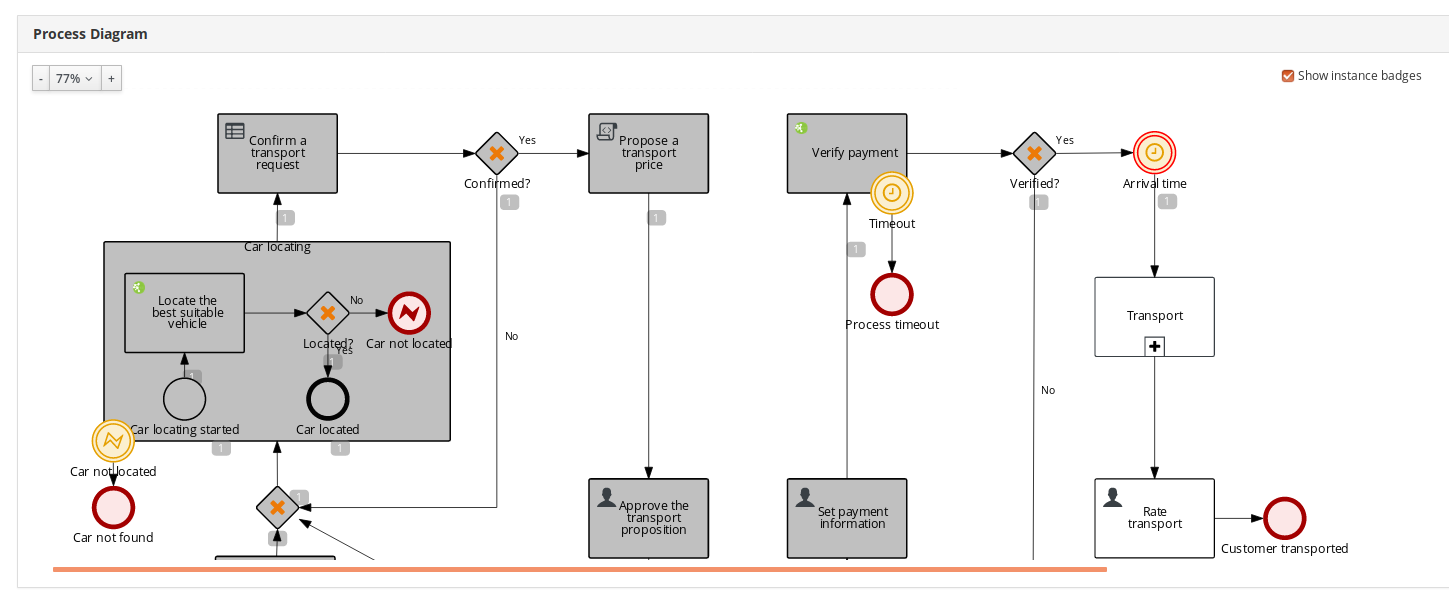 Process Diagram
- 77% +
Show instance badges
Confirm a
transport
request
Yes
Confirmed?
1
Propose a
transport
price
Verify payment
Timeout
Yes
Verified?
1
Arrival time
1
1
1
1
Car locating
Locate the
best suitable
vehicle
No
Located?
Yes
1
Car not located
Process timeout
Transport
No
1
Car locating started
Car located
No
1
1
Car not located
1
Car not found
1
Approve the
transport
proposition
Set payment
information
Rate
transport
Customer transported